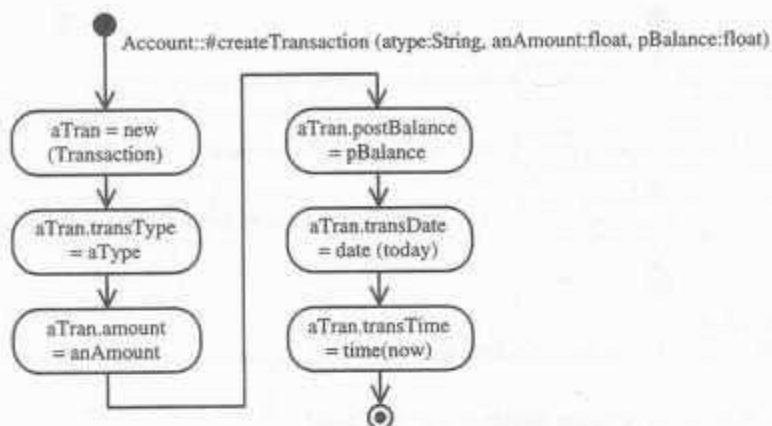 Account::#createTransaction (atype:String, anAmount:float, pBalance:float)
aTran = new
(Transaction)
aTran.transType
= aType
aTran.amount
= anAmount
aTran.postBalance
= pBalance
aTran.transDate
= date (today)
aTran.transTime
= time(now)